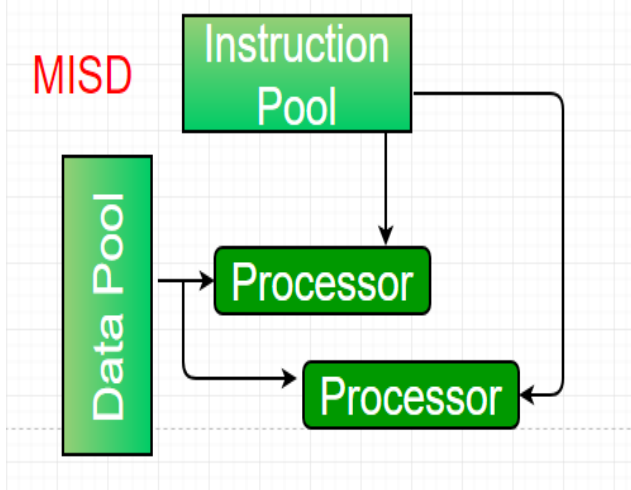 MISD
Instruction
Pool
Data Pool
Processor
Processor